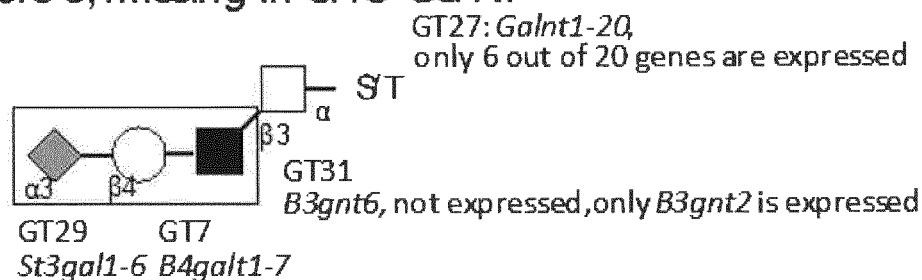 GT27: Galnt1-20,
only 6 out of 20 genes are expressed
S/T
α
β3
α3
β4
GT31
B3gnt6, not expressed, only B3gnt2 is expressed
GT29 GT7
St3gal1-6 B4galt1-7